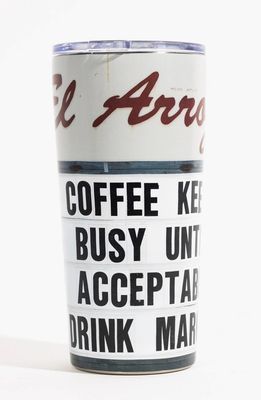 El Arro
COFFEE KEE
BUSY UNT
ACCEPTAB
DRINK MAR